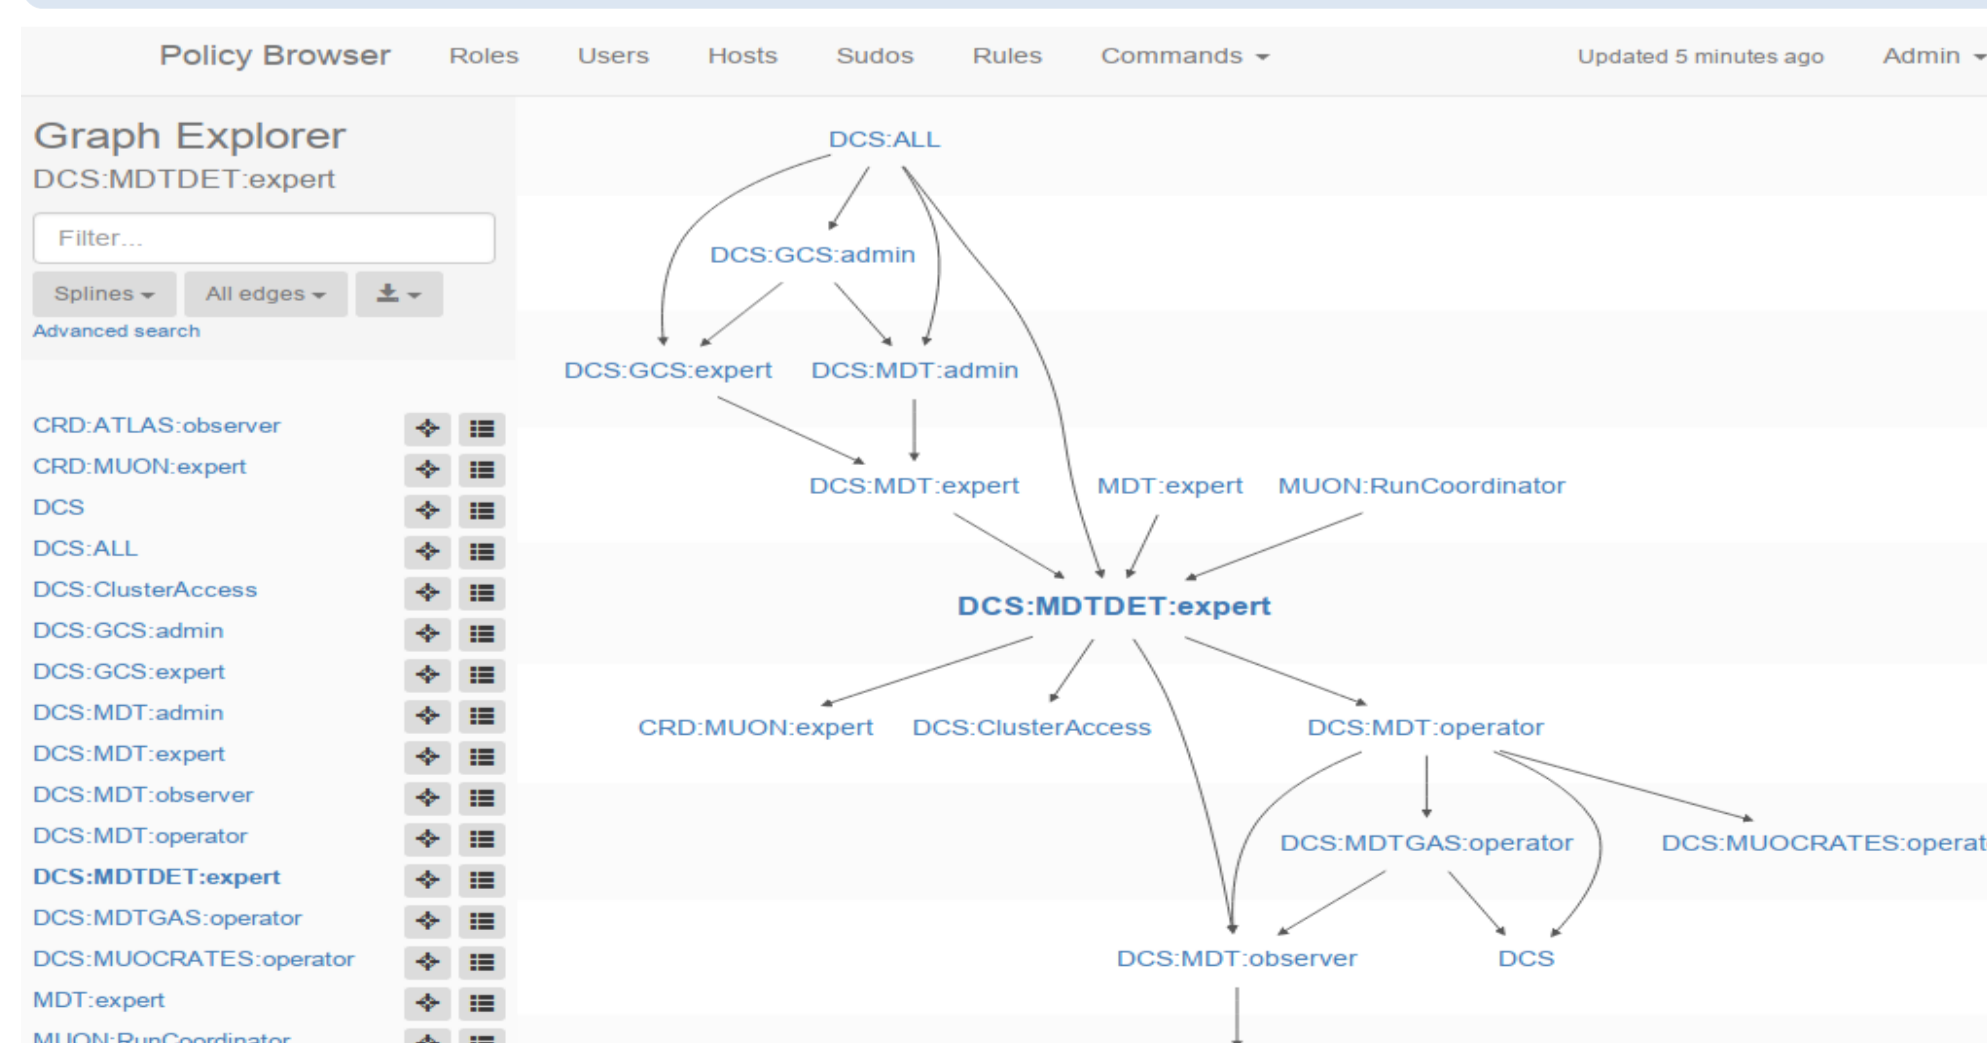 Policy Browser Roles Users Hosts Sudos Rules Commands Updated 5 minutes ago Admin
Graph Explorer
DCS:MDTDET:expert
Filter...
Splines All edges
Advanced search
CRD:ATLAS:observer
CRD:MUON:expert
DCS
DCS:ALL
DCS:ClusterAccess
DCS:GCS:admin
DCS:GCS:expert
DCS:MDT:admin
DCS:MDT:expert
DCS:MDT:observer
DCS:MDT:operator
DCS:MDTDET:expert
DCS:MDTGAS:operator
DCS:MUOCRATES:operator
MDT:expert
MUON:RunCoordinator
DCS:ALL
DCS:GCS:admin
DCS:GCS:expert DCS:MDT:admin
DCS:MDT:expert MDT:expert MUON:RunCoordinator
DCS:MDTDET:expert
CRD:MUON:expert DCS:ClusterAccess DCS:MDT:operator
DCS:MDTGAS:operator DCS:MUOCRATES:operat
DCS:MDT:observer DCS